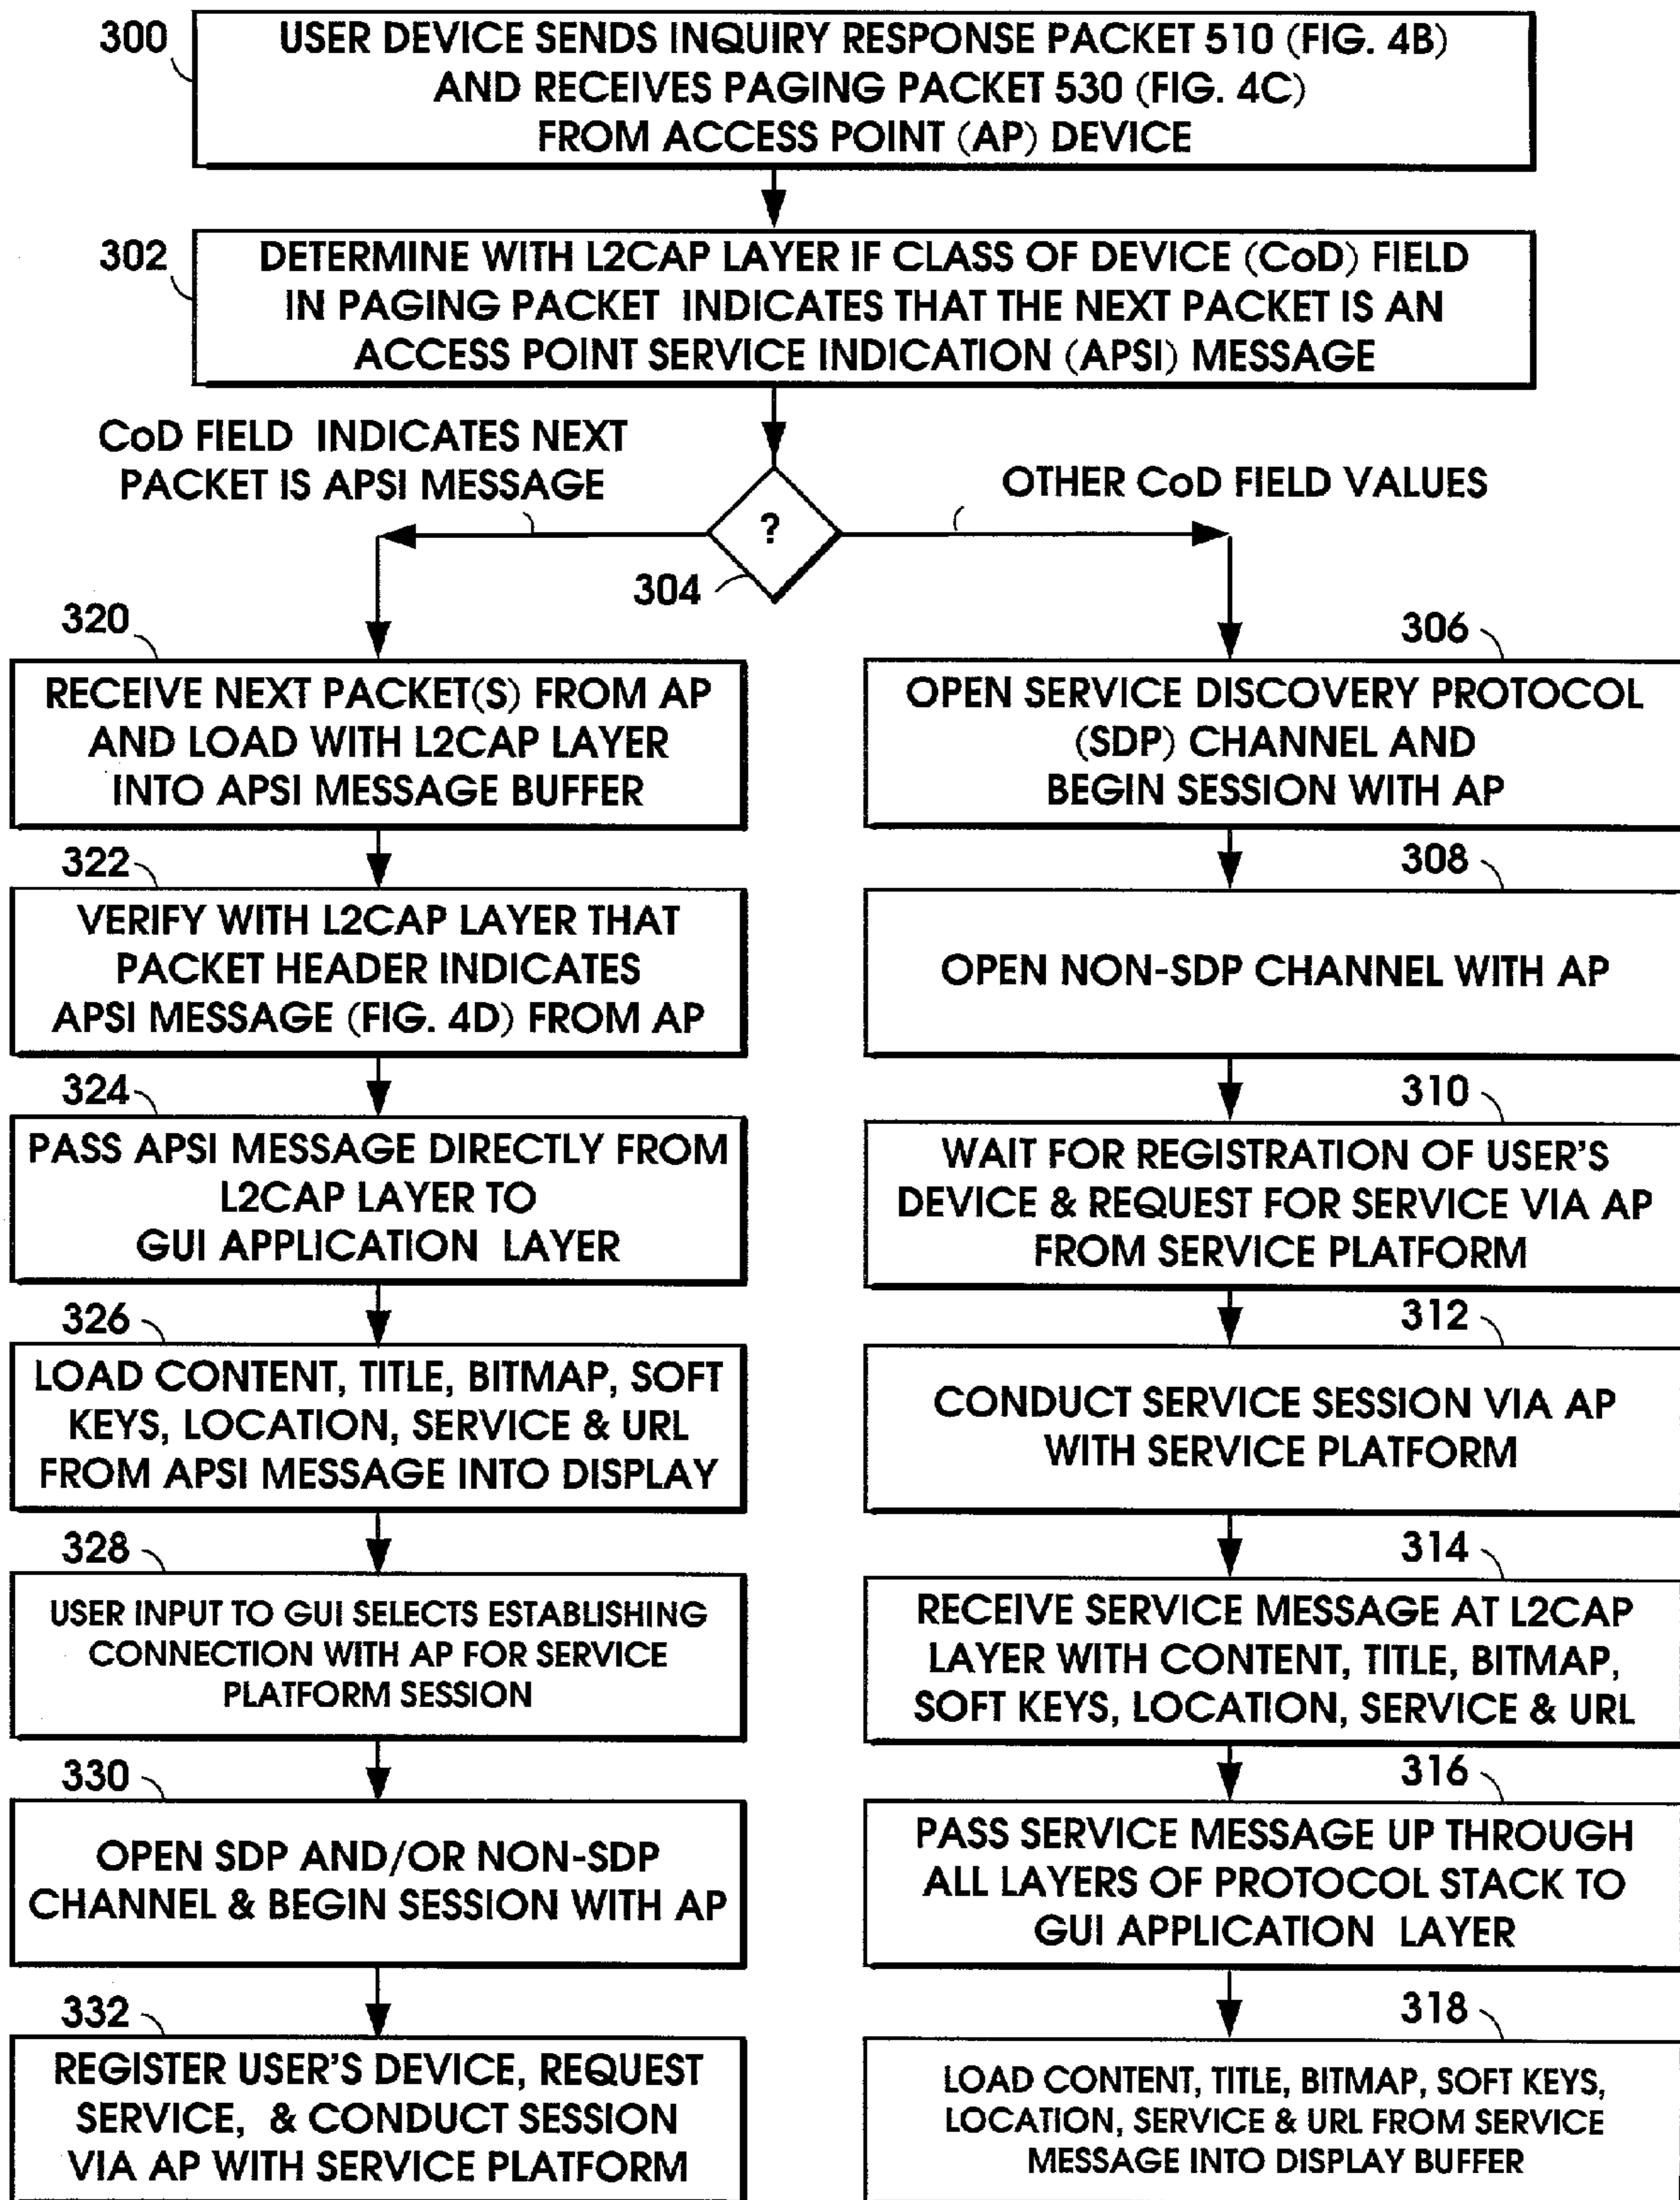 300
USER DEVICE SENDS INQUIRY RESPONSE PACKET 510 (FIG. 4B)
AND RECEIVES PAGING PACKET 530 (FIG. 4C)
FROM ACCESS POINT (AP) DEVICE
302
DETERMINE WITH L2CAP LAYER IF CLASS OF DEVICE (CoD) FIELD
IN PAGING PACKET INDICATES THAT THE NEXT PACKET IS AN
ACCESS POINT SERVICE INDICATION (APSI) MESSAGE
CoD FIELD INDICATES NEXT
PACKET IS APSI MESSAGE
OTHER CoD FIELD VALUES
?
304
320
RECEIVE NEXT PACKET(S) FROM AP
AND LOAD WITH L2CAP LAYER
INTO APSI MESSAGE BUFFER
322
VERIFY WITH L2CAP LAYER THAT
PACKET HEADER INDICATES
APSI MESSAGE (FIG. 4D) FROM AP
324
PASS APSI MESSAGE DIRECTLY FROM
L2CAP LAYER TO
GUI APPLICATION LAYER
326
LOAD CONTENT, TITLE, BITMAP, SOFT
KEYS, LOCATION, SERVICE & URL
FROM APSI MESSAGE INTO DISPLAY
328
USER INPUT TO GUI SELECTS ESTABLISHING
CONNECTION WITH AP FOR SERVICE
PLATFORM SESSION
330
OPEN SDP AND/OR NON-SDP
CHANNEL & BEGIN SESSION WITH AP
332
REGISTER USER'S DEVICE, REQUEST
SERVICE, & CONDUCT SESSION
VIA AP WITH SERVICE PLATFORM
306
OPEN SERVICE DISCOVERY PROTOCOL
(SDP) CHANNEL AND
BEGIN SESSION WITH AP
308
OPEN NON-SDP CHANNEL WITH AP
310
WAIT FOR REGISTRATION OF USER'S
DEVICE & REQUEST FOR SERVICE VIA AP
FROM SERVICE PLATFORM
312
CONDUCT SERVICE SESSION VIA AP
WITH SERVICE PLATFORM
314
RECEIVE SERVICE MESSAGE AT L2CAP
LAYER WITH CONTENT, TITLE, BITMAP,
SOFT KEYS, LOCATION, SERVICE & URL
316
PASS SERVICE MESSAGE UP THROUGH
ALL LAYERS OF PROTOCOL STACK TO
GUI APPLICATION LAYER
318
LOAD CONTENT, TITLE, BITMAP, SOFT KEYS,
LOCATION, SERVICE & URL FROM SERVICE
MESSAGE INTO DISPLAY BUFFER